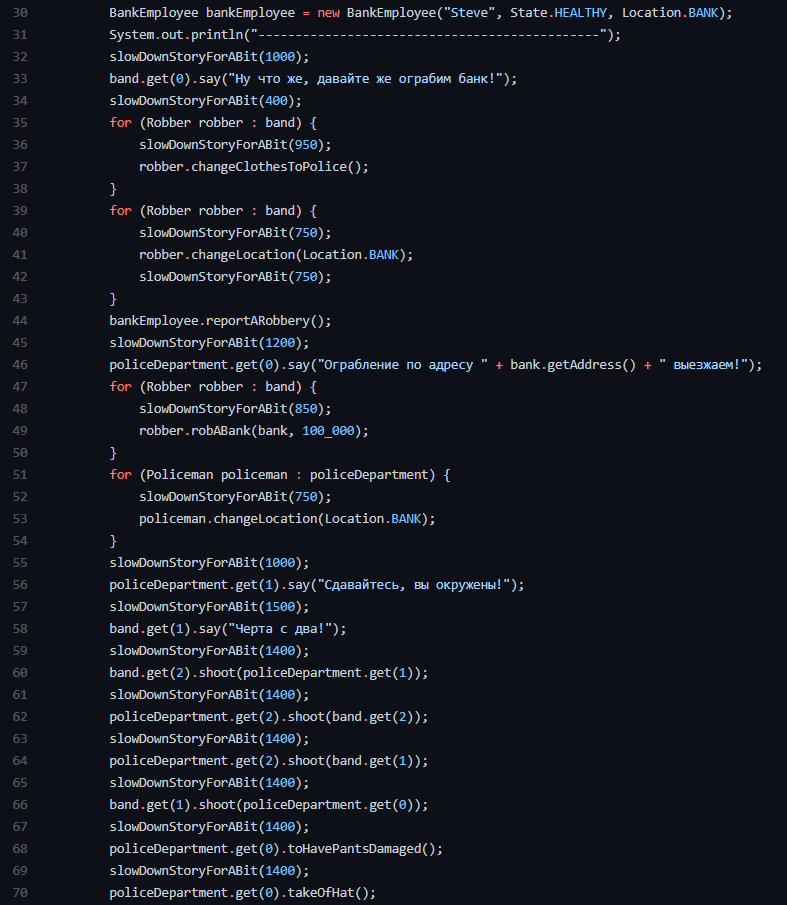 30 BankEmployee bankEmployee = new BankEmployee("Steve", State.HEALTHY, Location.BANK);
31 System.out.println("----------------------------------------------");
32 slowDownStoryForABit(1000);
33 band.get(0).say("Ну что же, давайте же ограбим банк!");
34 slowDownStoryForABit(400);
35 for (Robber robber : band) {
36 slowDownStoryForABit(950);
37 robber.changeClothesToPolice();
38 }
39 for (Robber robber : band) {
40 slowDownStoryForABit(750);
41 robber.changeLocation(Location.BANK);
42 slowDownStoryForABit(750);
43 }
44 bankEmployee.reportARobbery();
45 slowDownStoryForABit(1200);
46 policeDepartment.get(0).say("Ограбление по адресу " + bank.getAddress() + " выезжаем!");
47 for (Robber robber : band) {
48 slowDownStoryForABit(850);
49 robber.robABank(bank, 100_000);
50 }
51 for (Policeman policeman : policeDepartment) {
52 slowDownStoryForABit(750);
53 policeman.changeLocation(Location.BANK);
54 }
55 slowDownStoryForABit(1000);
56 policeDepartment.get(1).say("Сдавайтесь, вы окружены!");
57 slowDownStoryForABit(1500);
58 band.get(1).say("Черта с два!");
59 slowDownStoryForABit(1400);
60 band.get(2).shoot(policeDepartment.get(1));
61 slowDownStoryForABit(1400);
62 policeDepartment.get(2).shoot(band.get(2));
63 slowDownStoryForABit(1400);
64 policeDepartment.get(2).shoot(band.get(1));
65 slowDownStoryForABit(1400);
66 band.get(1).shoot(policeDepartment.get(0));
67 slowDownStoryForABit(1400);
68 policeDepartment.get(0).toHavePantsDamaged();
69 slowDownStoryForABit(1400);
70 policeDepartment.get(0).takeOfHat();